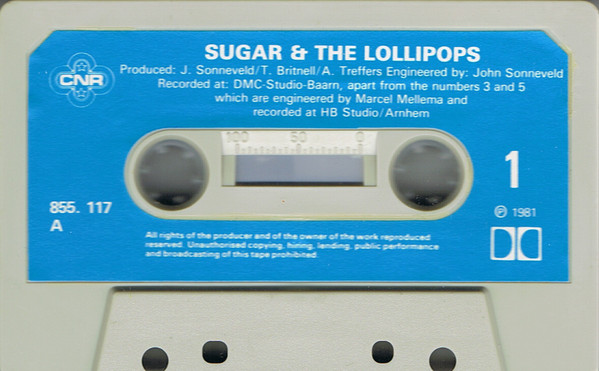 SUGAR & THE LOLLIPOPS
CNR
Produced: J. Sonneveld/T. Britnell/A. Treffers Engineered by: John Sonneveld
Recorded at: DMC-Studio-Baarn, apart from the numbers 3 and 5
which are engineered by Marcel Mellema and
recorded at HB Studio/Arnhem
100 50 0
1
855. 117
A
℗ 1981
All rights of the producer and of the owner of the work reproduced
reserved. Unauthorised copying, hiring, lending, public performance
and broadcasting of this tape prohibited.